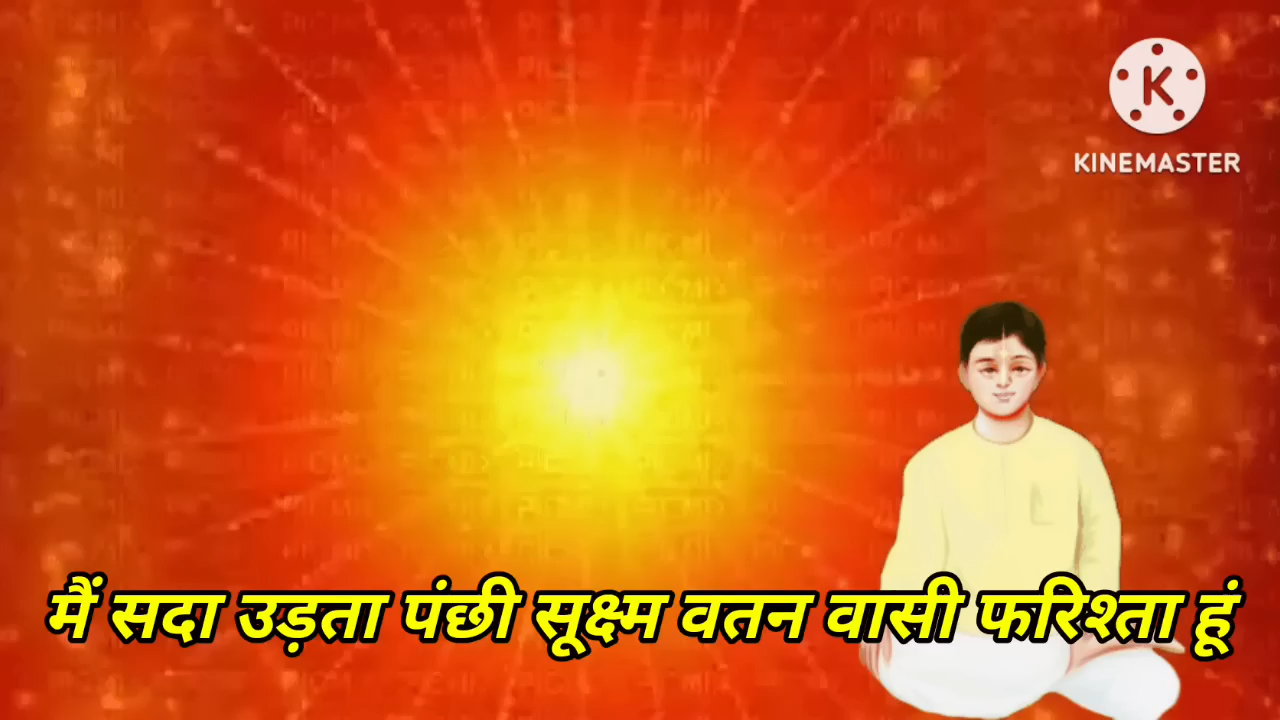 K
KINEMASTER
मैं सदा उड़ता पंछी सूक्ष्म वतन वासी फरिश्ता हूं